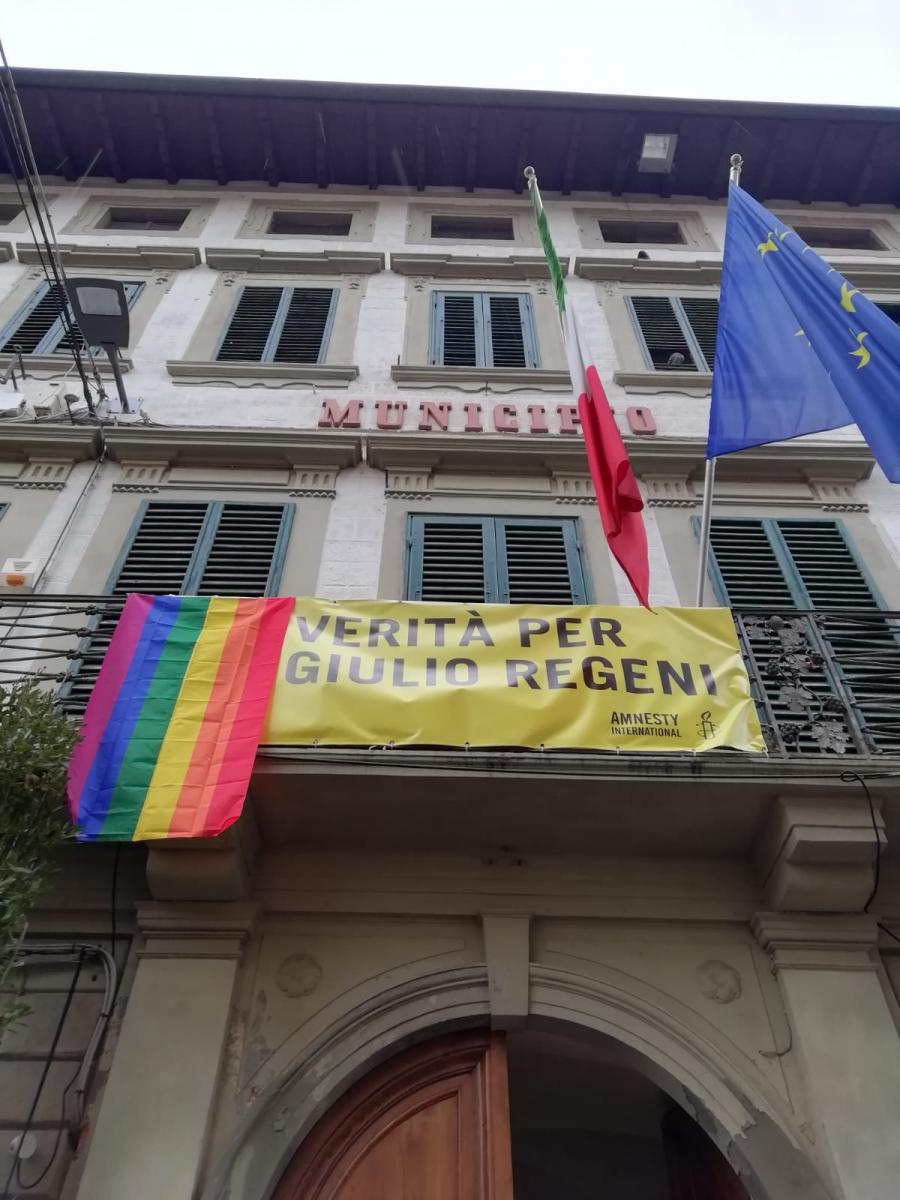 MUNICIPIO
VERITÀ PER
GIULIO REGENI
AMNESTY
INTERNATIONAL